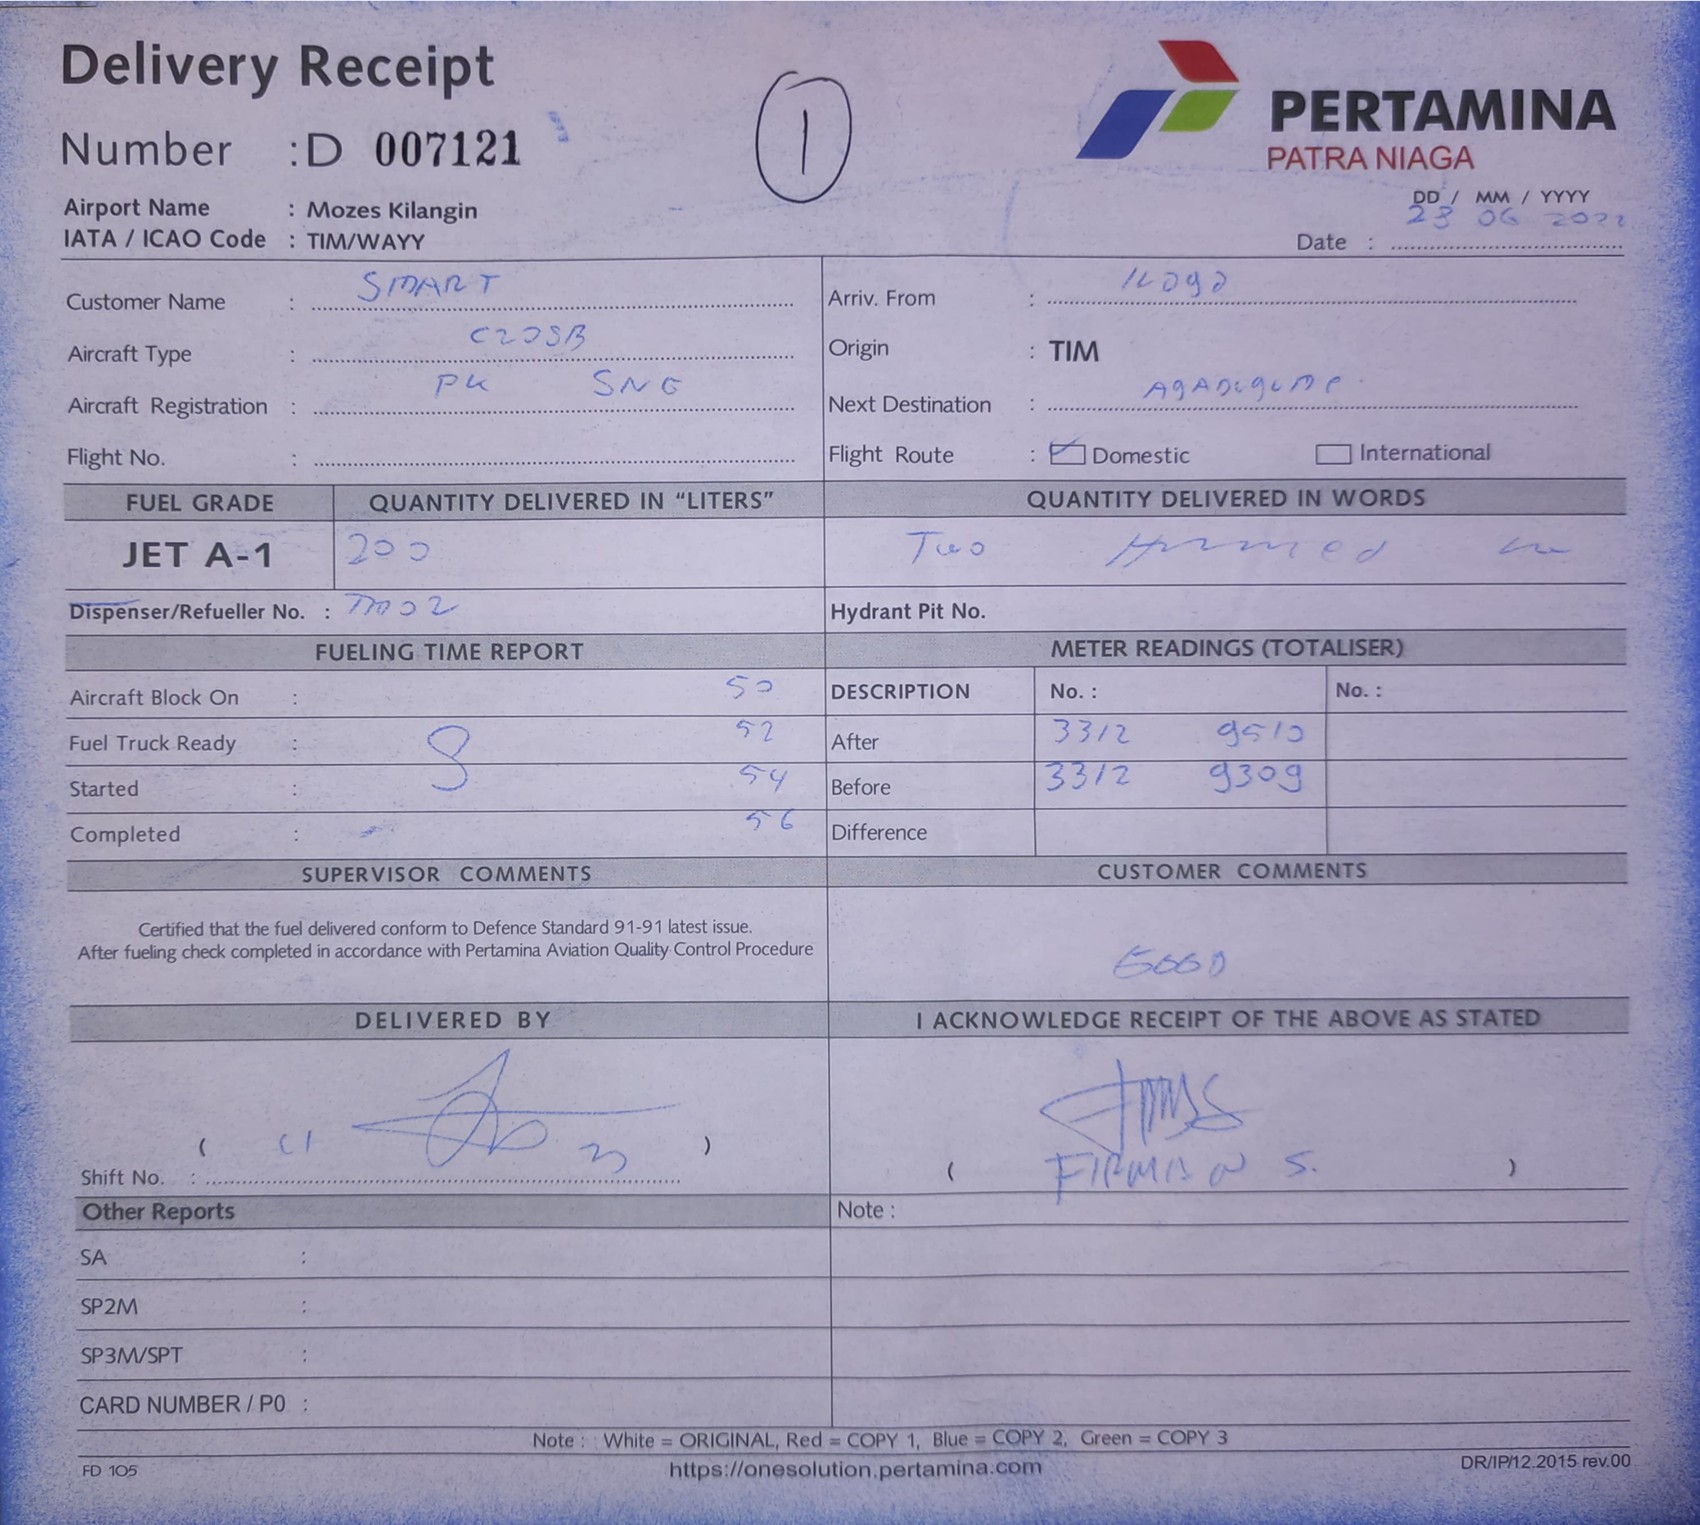 Delivery Receipt
Number : D 007121
1
PERTAMINA
PATRA NIAGA
Airport Name : Mozes Kilangin
IATA / ICAO Code : TIM/WAYY
DD / MM / YYYY
Date : 23 06 2022
Customer Name : SMART
Arriv. From :
Aircraft Type : C208B
Origin : TIM
Aircraft Registration : PK SNG
Next Destination :
Flight No. :
Flight Route : Domestic International
FUEL GRADE QUANTITY DELIVERED IN “LITERS” QUANTITY DELIVERED IN WORDS
JET A-1 200 Two
Dispenser/Refueller No. :
Hydrant Pit No.
FUELING TIME REPORT METER READINGS (TOTALISER)
Aircraft Block On : 50 DESCRIPTION No. : No. :
Fuel Truck Ready : 52 After 3312 9510
8
Started : 54 Before 3312 9309
Completed : 56 Difference
SUPERVISOR COMMENTS CUSTOMER COMMENTS
Certified that the fuel delivered conform to Defence Standard 91-91 latest issue.
After fueling check completed in accordance with Pertamina Aviation Quality Control Procedure
GOOD
DELIVERED BY I ACKNOWLEDGE RECEIPT OF THE ABOVE AS STATED
( )
Shift No. :
( FIRMAN S. )
Other Reports Note :
SA :
SP2M :
SP3M/SPT :
CARD NUMBER / P0 :
Note : White = ORIGINAL, Red = COPY 1, Blue = COPY 2, Green = COPY 3
FD 105 https://onesolution.pertamina.com DR/IP/12.2015 rev.00